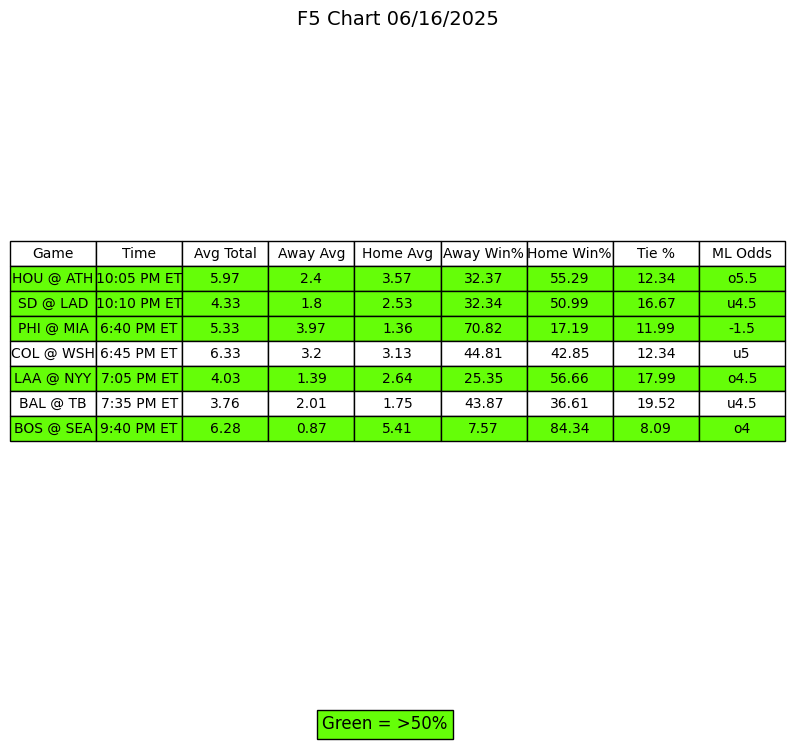 F5 Chart 06/16/2025
Game Time Avg Total Away Avg Home Avg Away Win% Home Win% Tie % ML Odds
HOU @ ATH 10:05 PM ET 5.97 2.4 3.57 32.37 55.29 12.34 o5.5
SD @ LAD 10:10 PM ET 4.33 1.8 2.53 32.34 50.99 16.67 u4.5
PHI @ MIA 6:40 PM ET 5.33 3.97 1.36 70.82 17.19 11.99 -1.5
COL @ WSH 6:45 PM ET 6.33 3.2 3.13 44.81 42.85 12.34 u5
LAA @ NYY 7:05 PM ET 4.03 1.39 2.64 25.35 56.66 17.99 o4.5
BAL @ TB 7:35 PM ET 3.76 2.01 1.75 43.87 36.61 19.52 u4.5
BOS @ SEA 9:40 PM ET 6.28 0.87 5.41 7.57 84.34 8.09 o4
Green = >50%